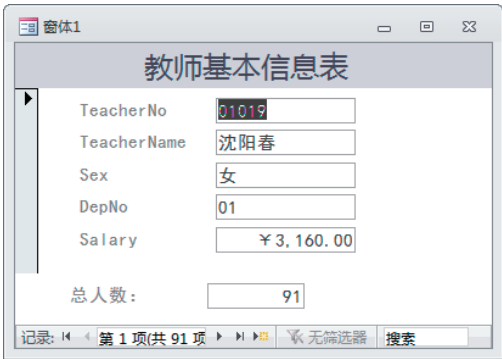 窗体1
教师基本信息表
TeacherNo 01019
TeacherName 沈阳春
Sex 女
DepNo 01
Salary ￥3,160.00
总人数： 91
记录: 第 1 项(共 91 项 无筛选器 搜索